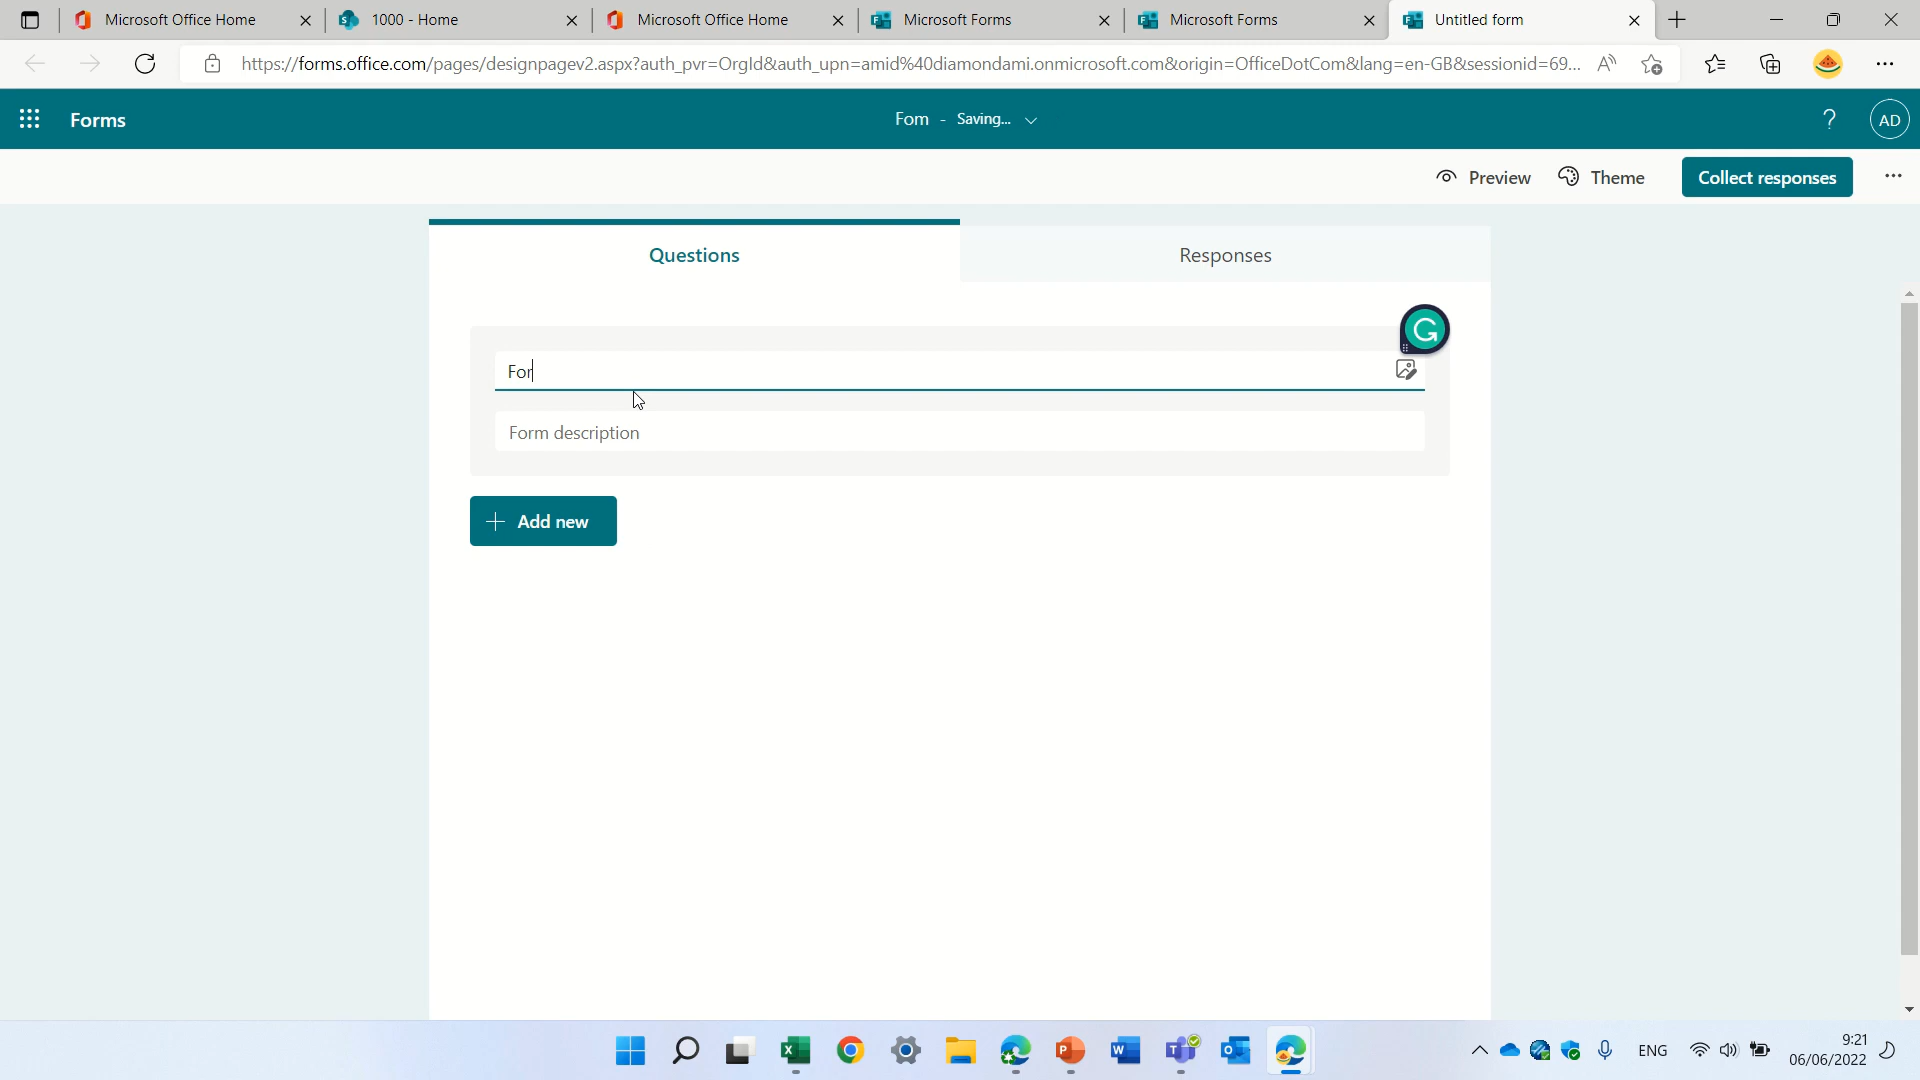 Microsoft Office Home
1000 - Home
Microsoft Office Home
Microsoft Forms
Microsoft Forms
Untitled form
https://forms.office.com/pages/designpagev2.aspx?auth_pvr=OrgId&auth_upn=amid%40diamondami.onmicrosoft.com&origin=OfficeDotCom&lang=en-GB&sessionid=69...
Forms
Fom - Saving...
?
AD
Preview
Theme
Collect responses
Questions
Responses
For
Form description
Add new
ENG
9:21
06/06/2022